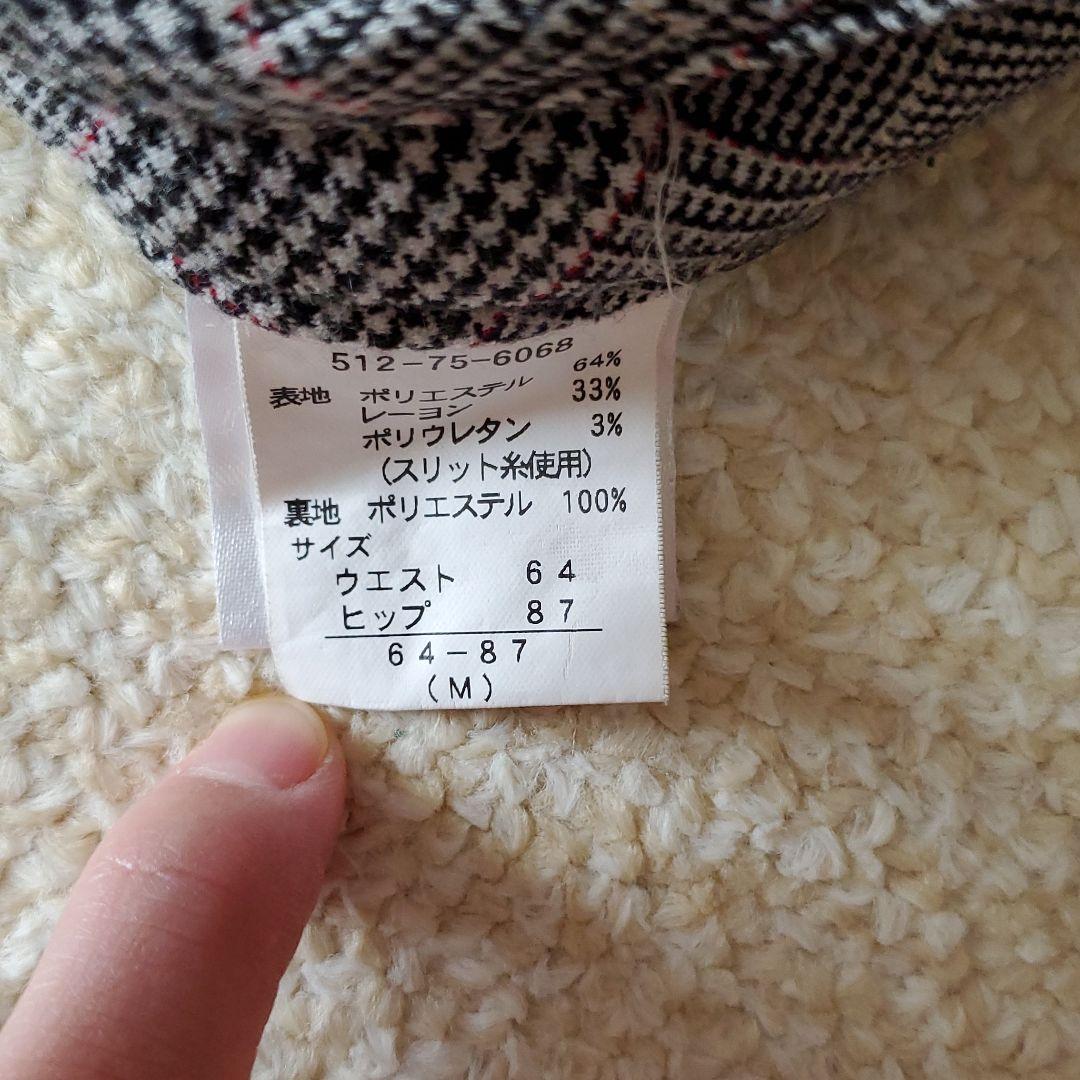 512-75-6068
表地 ポリエステル 64%
レーヨン 33%
ポリウレタン 3%
(スリット糸使用)
裏地 ポリエステル 100%
サイズ
ウエスト 64
ヒップ 87
64-87
(M)